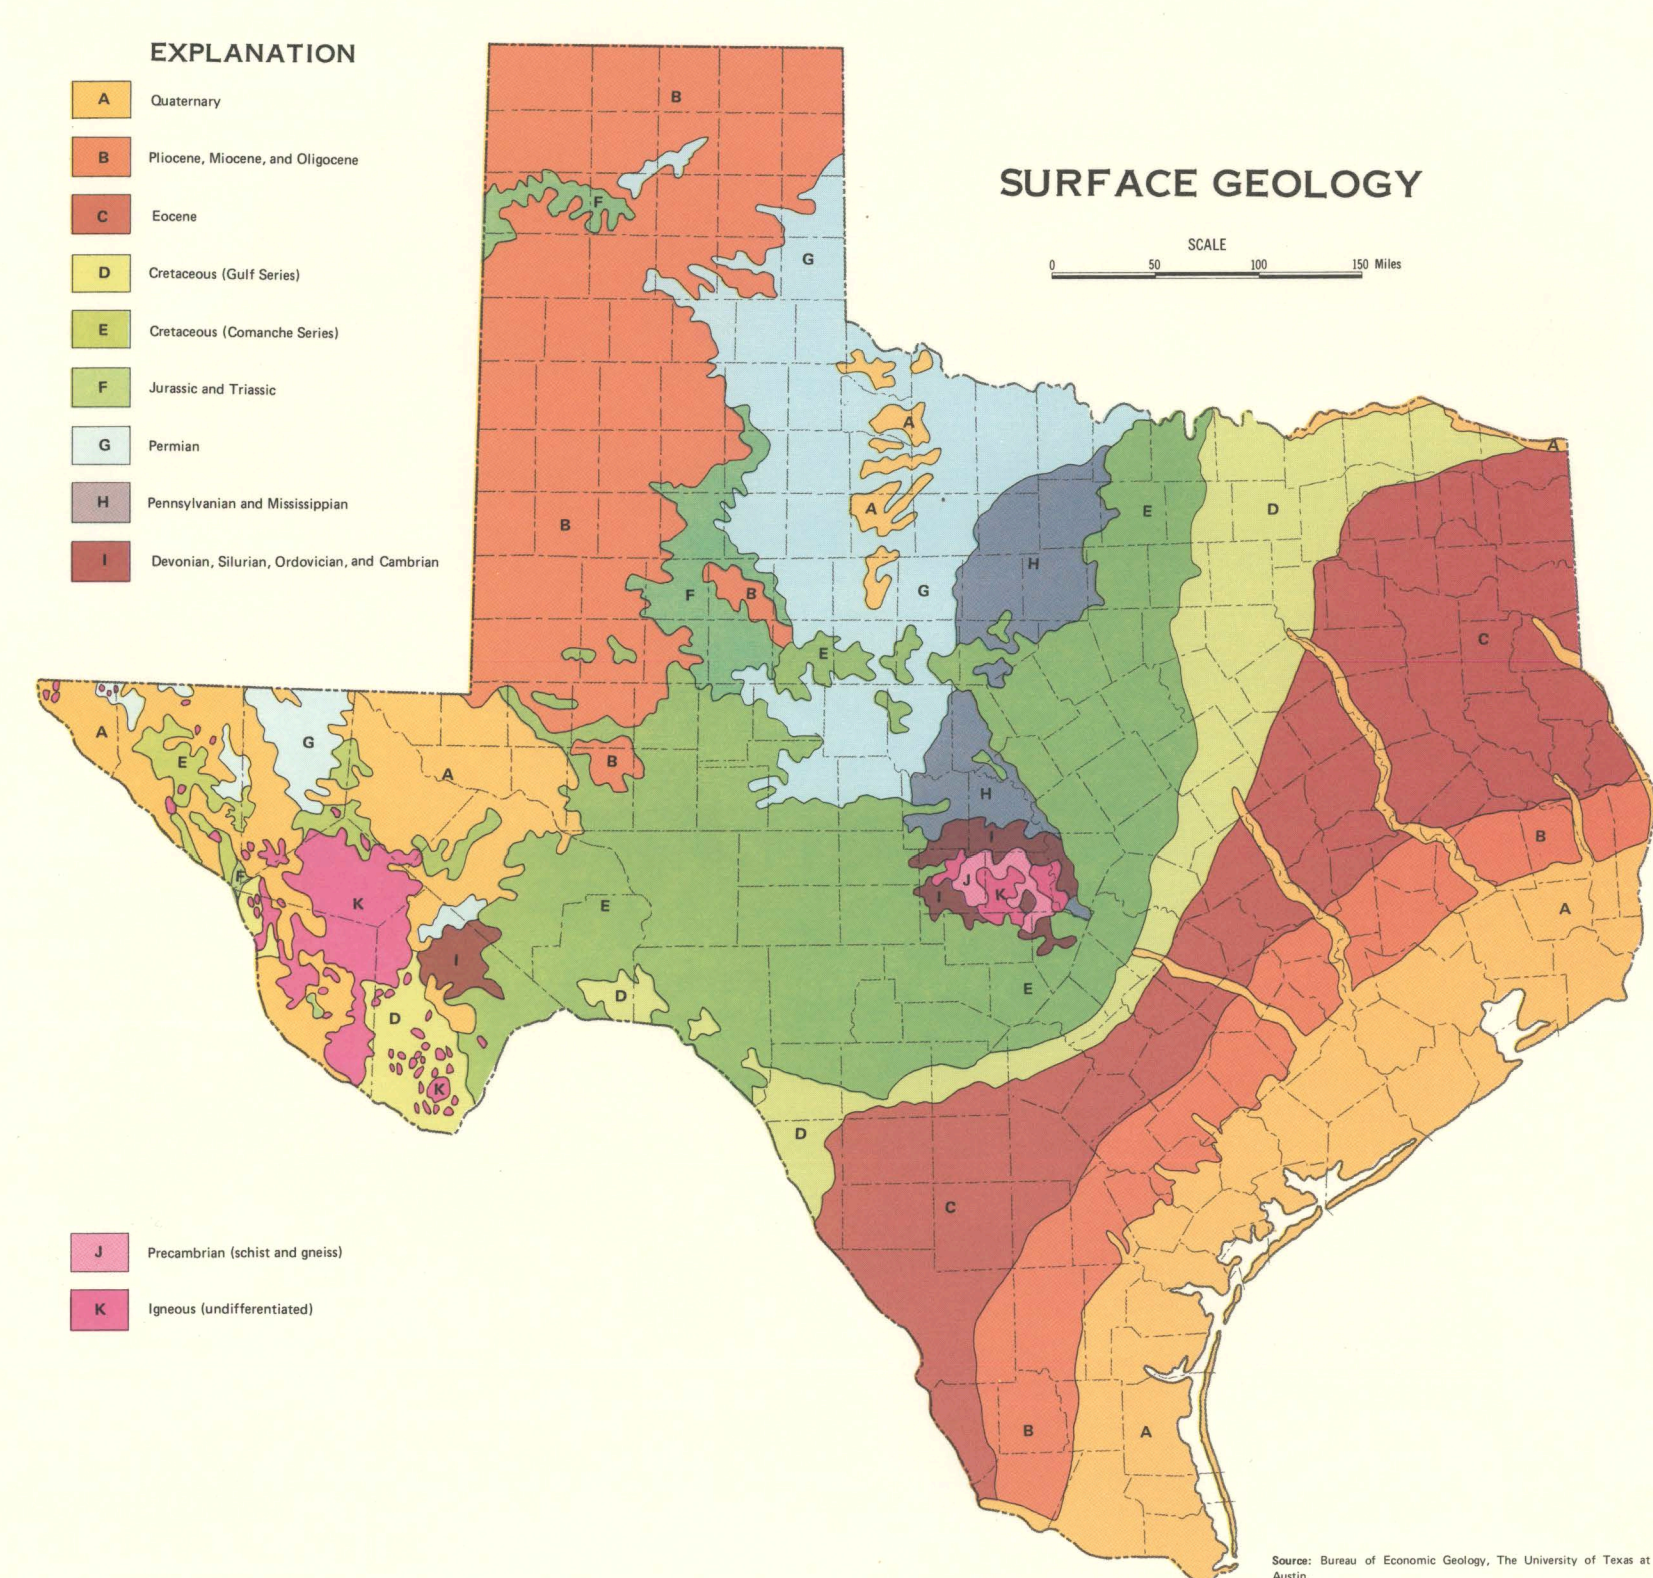 EXPLANATION
A Quaternary
B Pliocene, Miocene, and Oligocene
C Eocene
D Cretaceous (Gulf Series)
E Cretaceous (Comanche Series)
F Jurassic and Triassic
G Permian
H Pennsylvanian and Mississippian
I Devonian, Silurian, Ordovician, and Cambrian
J Precambrian (schist and gneiss)
K Igneous (undifferentiated)
SURFACE GEOLOGY
SCALE
0 50 100 150 Miles
B
F
G
A
A
A
B
E
D
H
F
B
G
C
E
A
E
G
A
B
H
B
I
F
K
J
K
I
E
A
I
D
E
D
K
D
C
B
A
Source: Bureau of Economic Geology, The University of Texas at
Austin